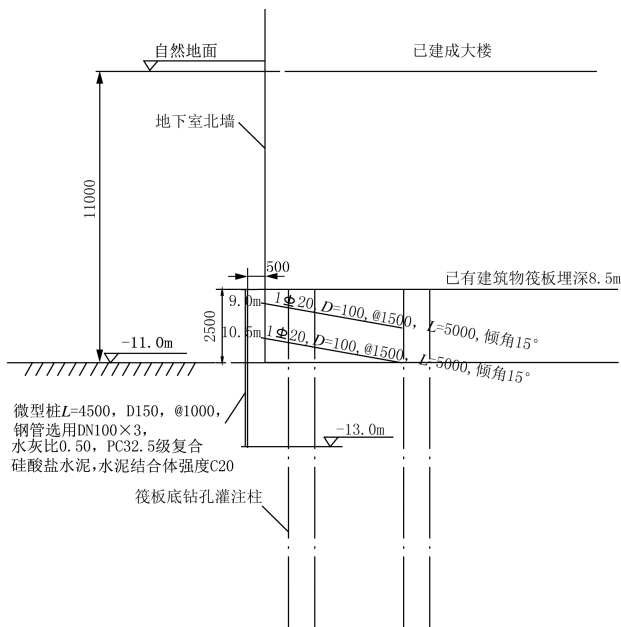 自然地面
已建成大楼
地下室北墙
11000
500
已有建筑物筏板埋深8.5m
9.0m
1Φ20,D=100,@1500, L=5000,倾角15°
2500
10.5m
1Φ20,D=100,@1500, L=5000,倾角15°
-11.0m
微型桩L=4500, D150, @1000,
钢管选用DN100×3,
水灰比0.50, PC32.5级复合
硅酸盐水泥,水泥结合体强度C20
-13.0m
筏板底钻孔灌注柱